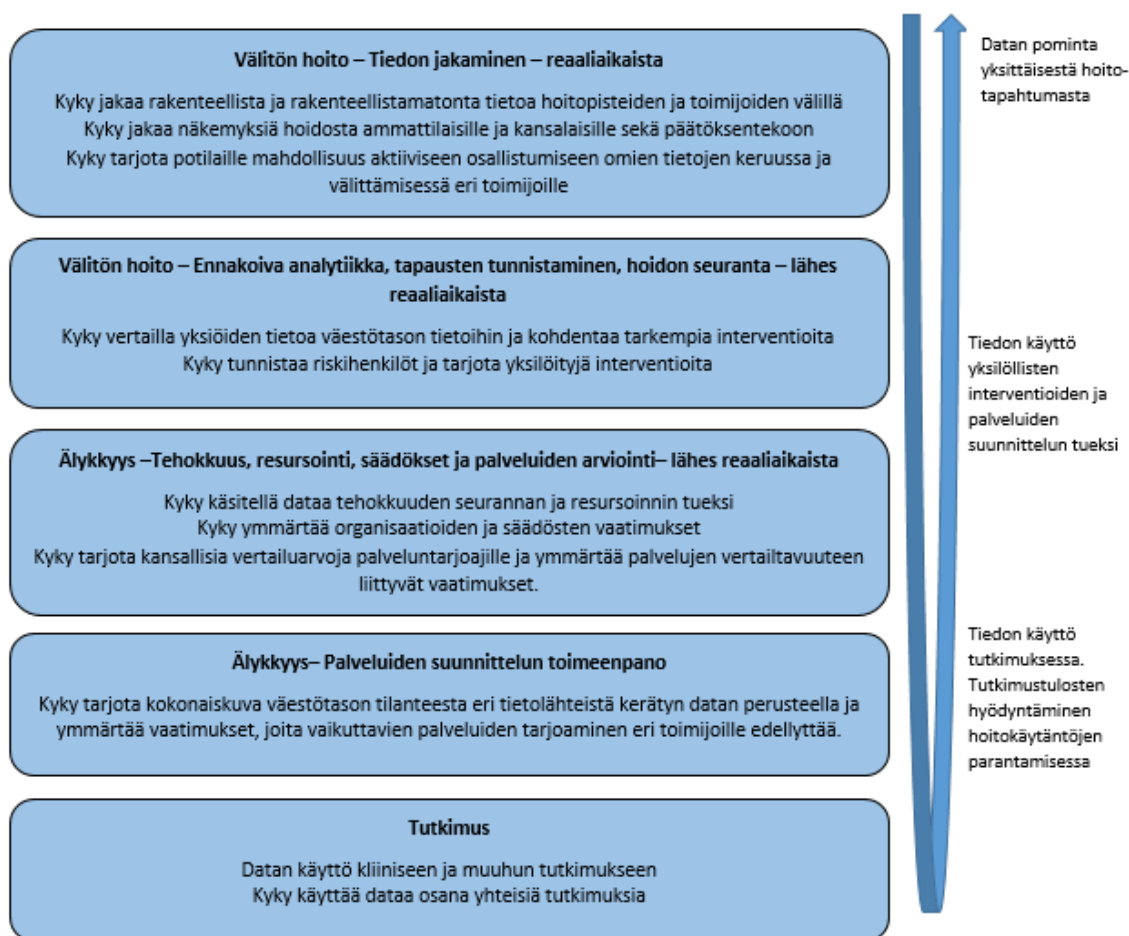 Välitön hoito – Tiedon jakaminen – reaaliaikaista
Kyky jakaa rakenteellista ja rakenteellistamatonta tietoa hoitopisteiden ja toimijoiden välillä
Kyky jakaa näkemyksiä hoidosta ammattilaisille ja kansalaisille sekä päätöksentekoon
Kyky tarjota potilaille mahdollisuus aktiiviseen osallistumiseen omien tietojen keruussa ja
välittämisessä eri toimijoille
Datan pominta
yksittäisestä hoito-
tapahtumasta
Välitön hoito – Ennakoiva analytiikka, tapausten tunnistaminen, hoidon seuranta – lähes
reaaliaikaista
Kyky vertailla yksiöiden tietoa väestötason tietoihin ja kohdentaa tarkempia interventioita
Kyky tunnistaa riskihenkilöt ja tarjota yksilöityjä interventioita
Tiedon käyttö
yksilöllisten
interventioiden ja
palveluiden
suunnittelun tueksi
Älykkyys –Tehokkuus, resursointi, säädökset ja palveluiden arviointi– lähes reaaliaikaista
Kyky käsitellä dataa tehokkuuden seurannan ja resursoinnin tueksi
Kyky ymmärtää organisaatioiden ja säädösten vaatimukset
Kyky tarjota kansallisia vertailuarvoja palveluntarjoajille ja ymmärtää palvelujen vertailtavuuteen
liittyvät vaatimukset.
Älykkyys– Palveluiden suunnittelun toimeenpano
Kyky tarjota kokonaiskuva väestötason tilanteesta eri tietolähteistä kerätyn datan perusteella ja
ymmärtää vaatimukset, joita vaikuttavien palveluiden tarjoaminen eri toimijoille edellyttää.
Tiedon käyttö
tutkimuksessa.
Tutkimustulosten
hyödyntäminen
hoitokäytäntöjen
parantamisessa
Tutkimus
Datan käyttö kliiniseen ja muuhun tutkimukseen
Kyky käyttää dataa osana yhteisiä tutkimuksia